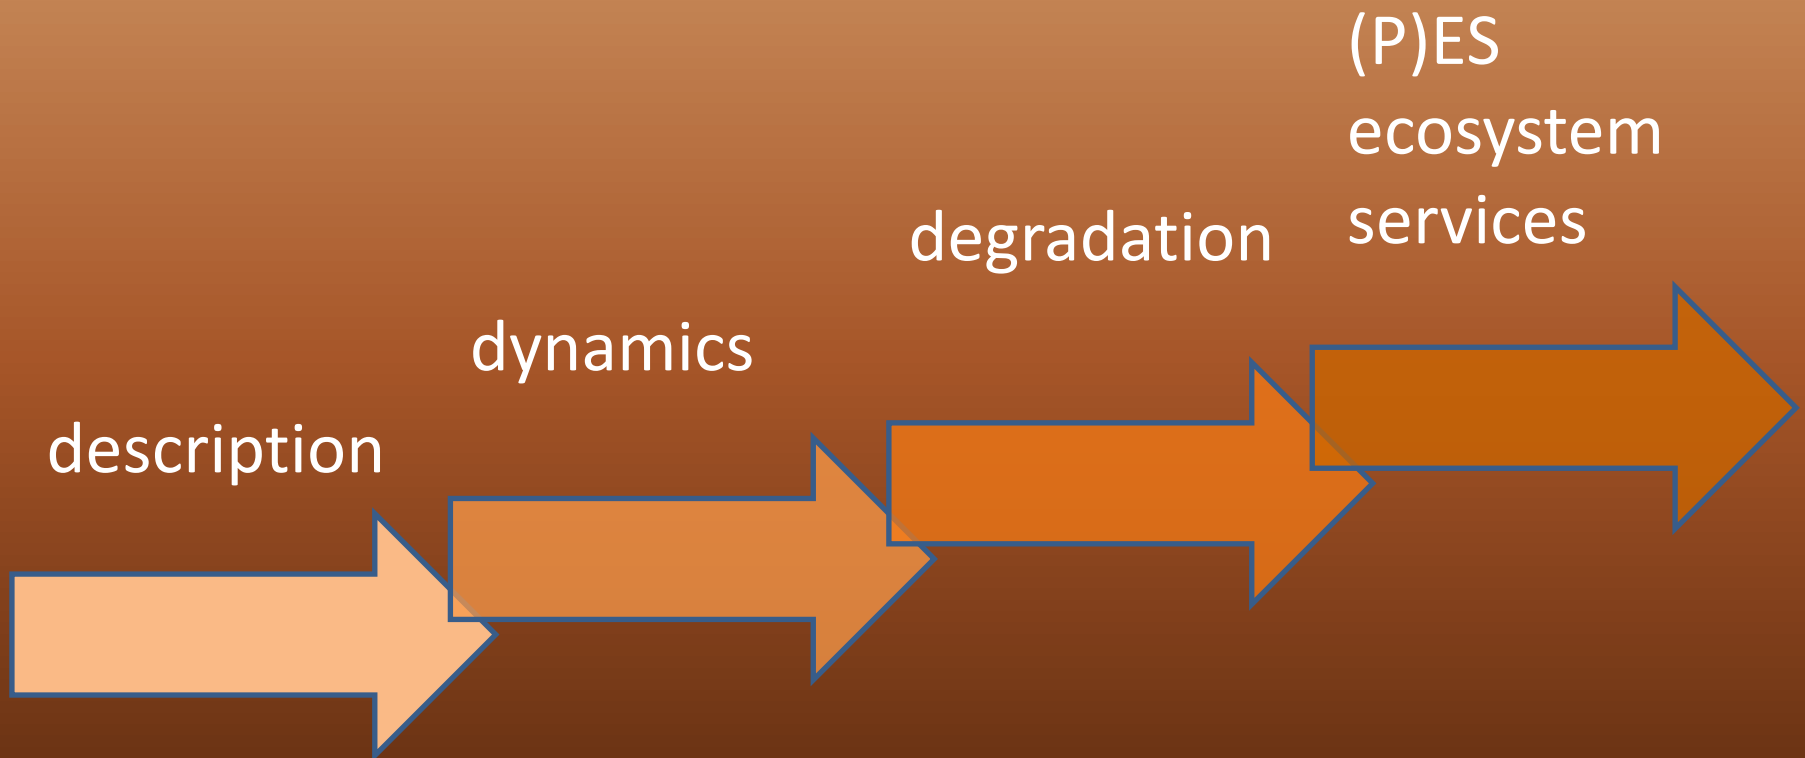 description
dynamics
degradation
(P)ES
ecosystem
services